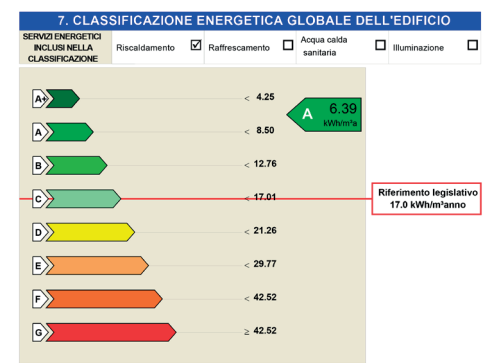 7. CLASSIFICAZIONE ENERGETICA GLOBALE DELL'EDIFICIO
SERVIZI ENERGETICI
INCLUSI NELLA
CLASSIFICAZIONE
Riscaldamento
Raffrescamento
Acqua calda
sanitaria
Illuminazione
A+ < 4.25
A 6.39
kWh/m³a
A < 8.50
B < 12.76
C < 17.01
Riferimento legislativo
17.0 kWh/m³anno
D < 21.26
E < 29.77
F < 42.52
G ≥ 42.52